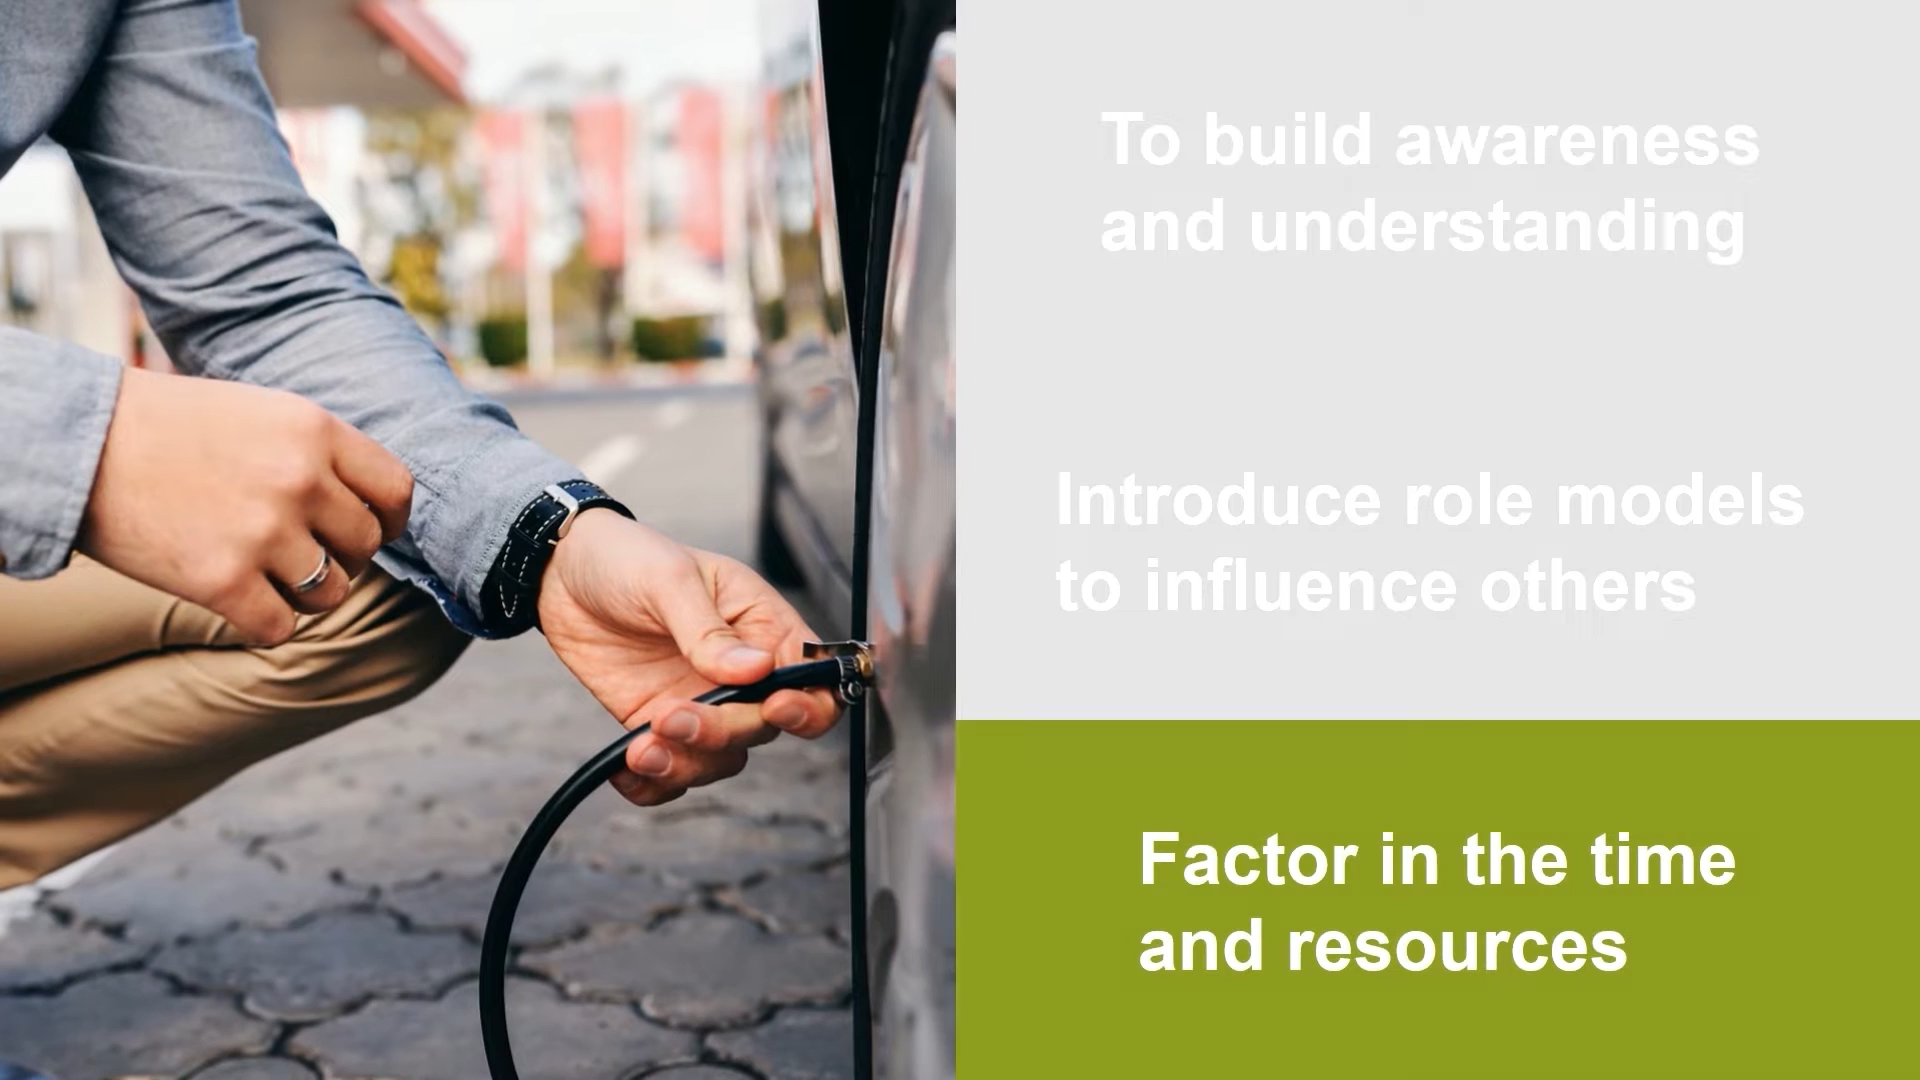 To build awareness
and understanding
Introduce role models
to influence others
Factor in the time
and resources